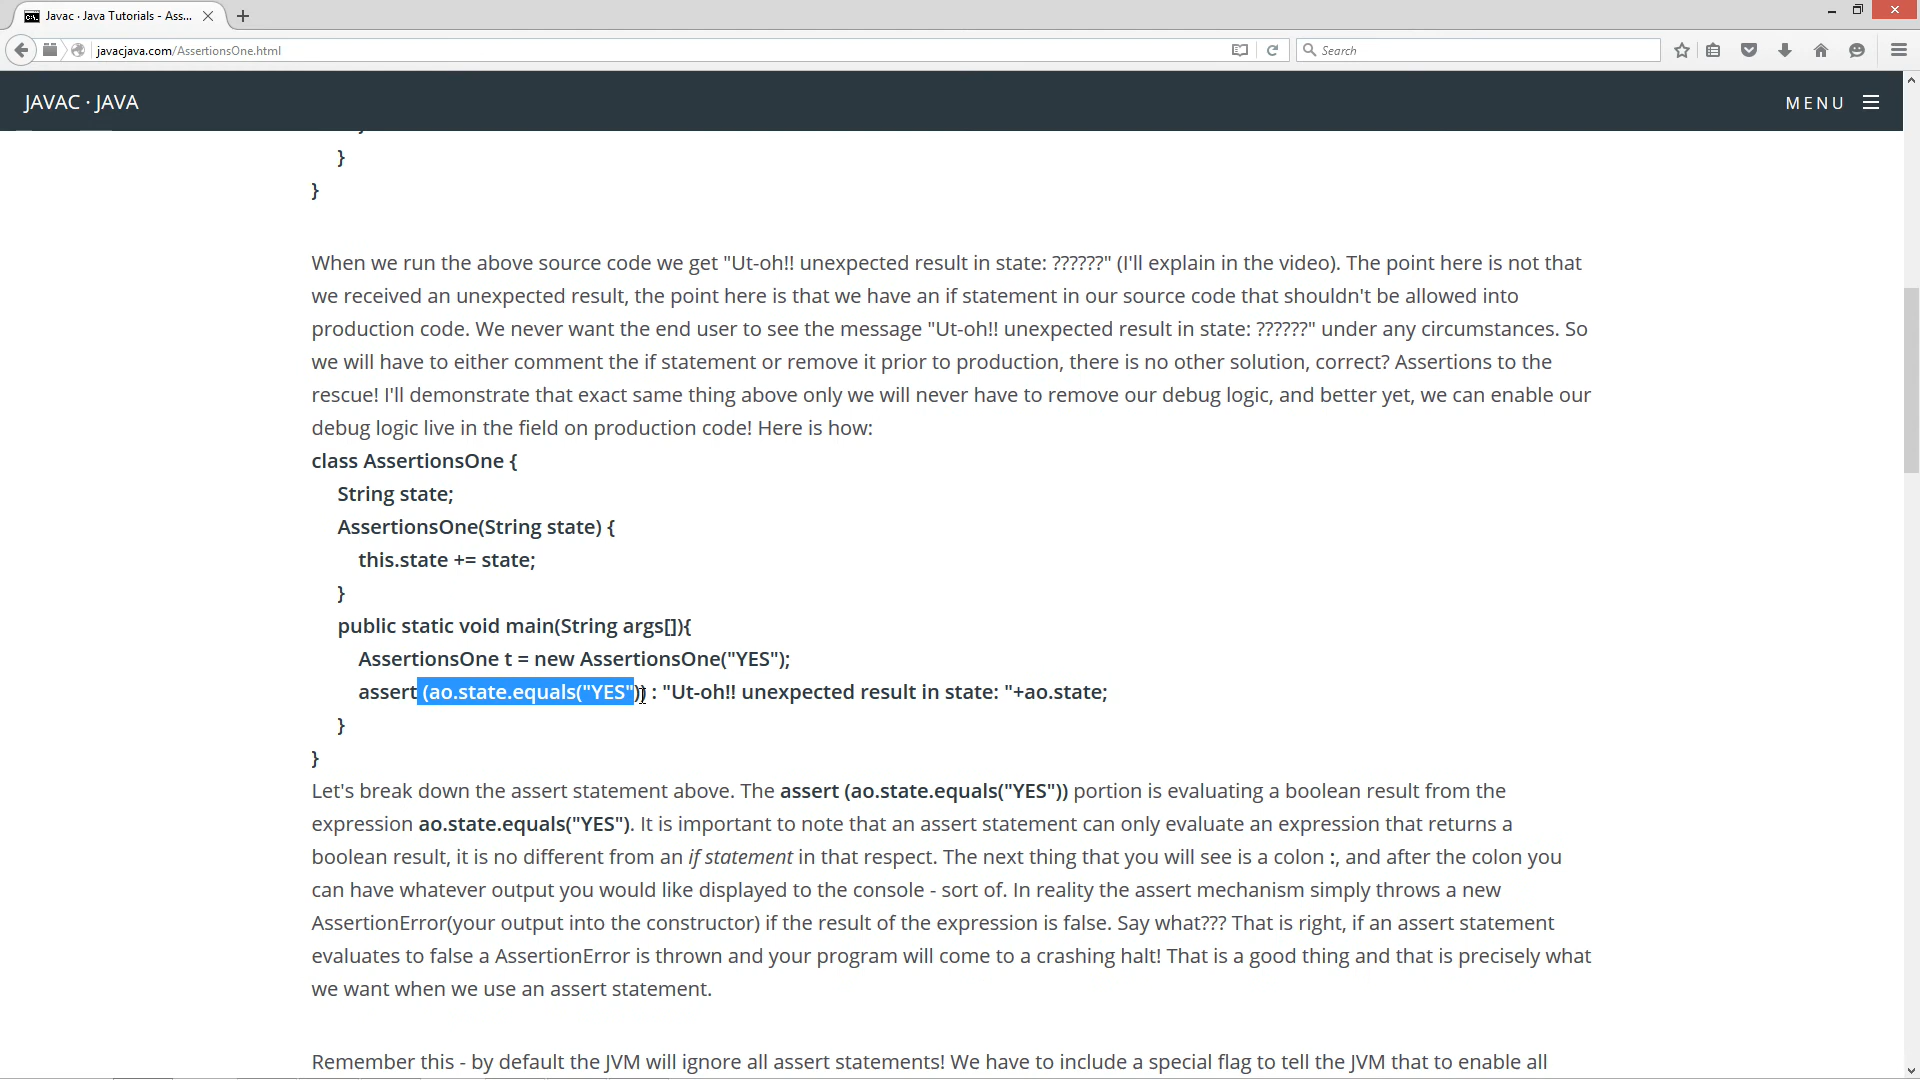 Javac · Java Tutorials - Ass...
javacjava.com/AssertionsOne.html
Search
JAVAC · JAVA
MENU
}
}
When we run the above source code we get "Ut-oh!! unexpected result in state: ??????" (I'll explain in the video). The point here is not that
we received an unexpected result, the point here is that we have an if statement in our source code that shouldn't be allowed into
production code. We never want the end user to see the message "Ut-oh!! unexpected result in state: ??????" under any circumstances. So
we will have to either comment the if statement or remove it prior to production, there is no other solution, correct? Assertions to the
rescue! I'll demonstrate that exact same thing above only we will never have to remove our debug logic, and better yet, we can enable our
debug logic live in the field on production code! Here is how:
class AssertionsOne {
String state;
AssertionsOne(String state) {
this.state += state;
}
public static void main(String args[]){
AssertionsOne t = new AssertionsOne("YES");
assert (ao.state.equals("YES")) : "Ut-oh!! unexpected result in state: "+ao.state;
}
}
Let's break down the assert statement above. The assert (ao.state.equals("YES")) portion is evaluating a boolean result from the
expression ao.state.equals("YES"). It is important to note that an assert statement can only evaluate an expression that returns a
boolean result, it is no different from an if statement in that respect. The next thing that you will see is a colon :, and after the colon you
can have whatever output you would like displayed to the console - sort of. In reality the assert mechanism simply throws a new
AssertionError(your output into the constructor) if the result of the expression is false. Say what??? That is right, if an assert statement
evaluates to false a AssertionError is thrown and your program will come to a crashing halt! That is a good thing and that is precisely what
we want when we use an assert statement.
Remember this - by default the JVM will ignore all assert statements! We have to include a special flag to tell the JVM that to enable all